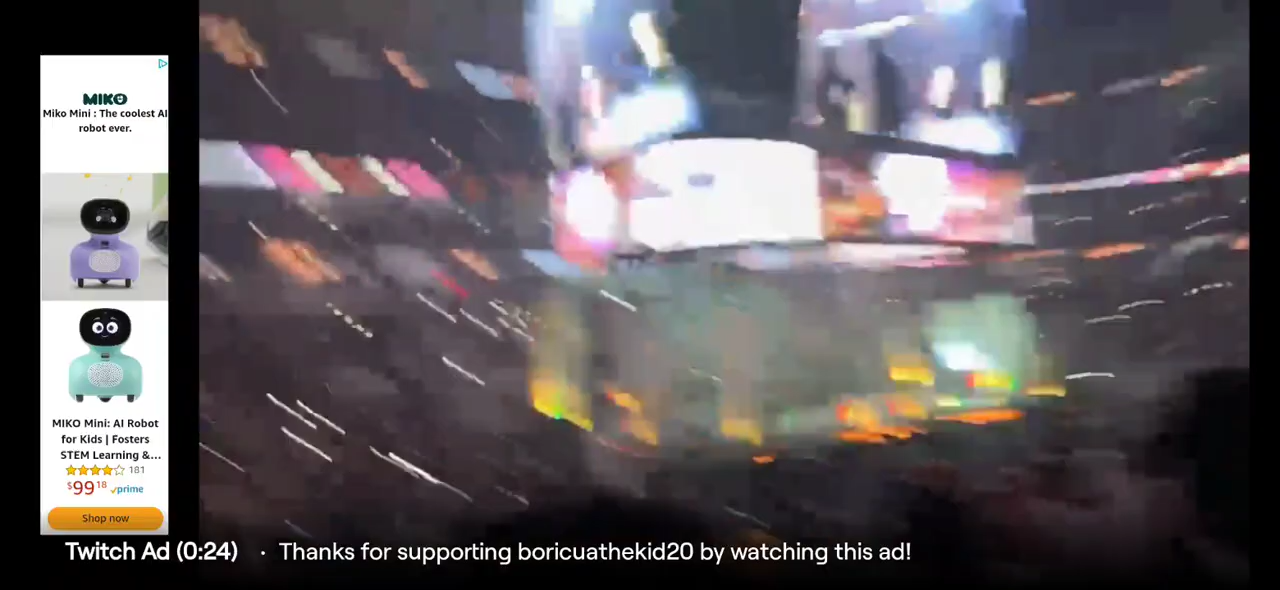 MIKO
Miko Mini : The coolest AI
robot ever.
MIKO Mini: AI Robot
for Kids | Fosters
STEM Learning &...
181
$99 18 prime
Shop now
Twitch Ad (0:24) · Thanks for supporting boricuathekid20 by watching this ad!